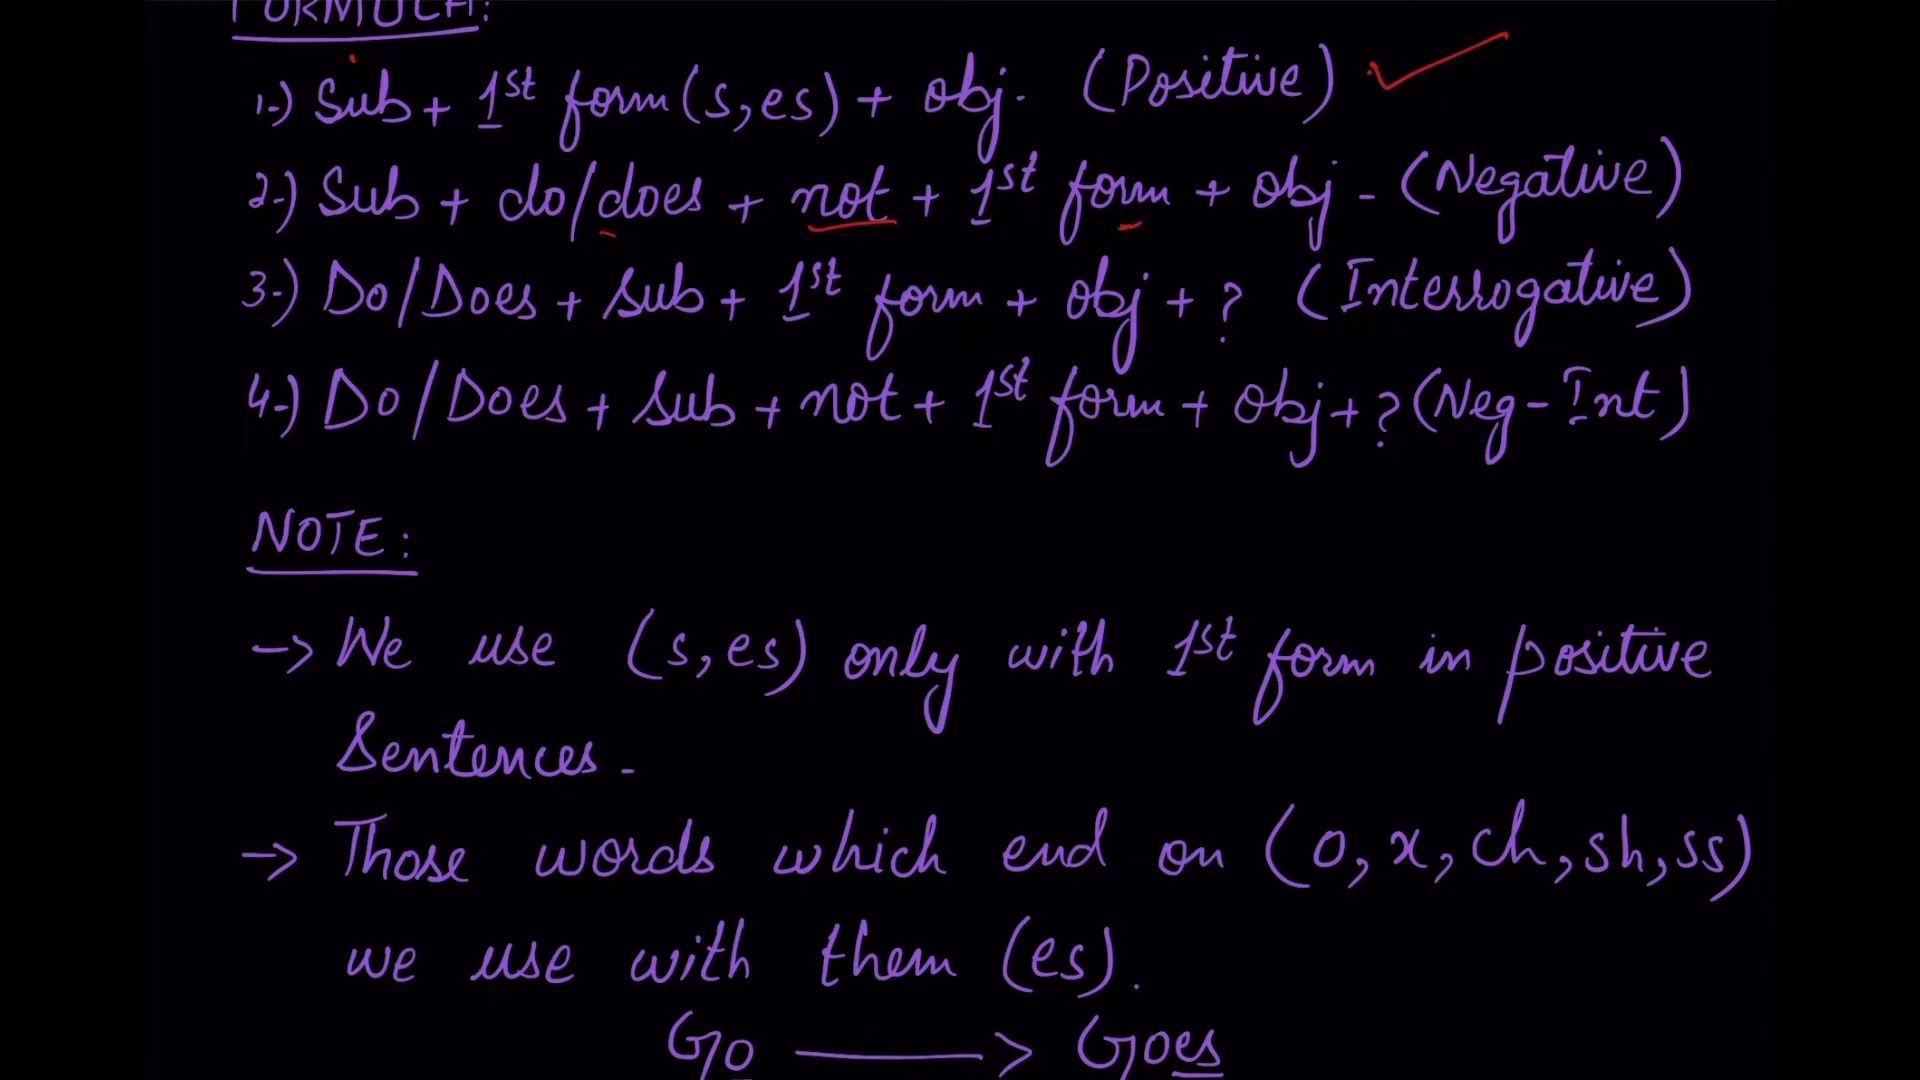 FORMULA:
1-) Sub + 1st form (s, es) + obj. (Positive)
2-) Sub + do/does + not + 1st form + obj - (Negative)
3-) Do/Does + sub + 1st form + obj + ? (Interrogative)
4-) Do/Does + sub + not + 1st form + obj + ? (Neg-Int)
NOTE:
-> We use (s, es) only with 1st form in positive
Sentences.
-> Those words which end on (o, x, ch, sh, ss)
we use with them (es).
Go -> Goes